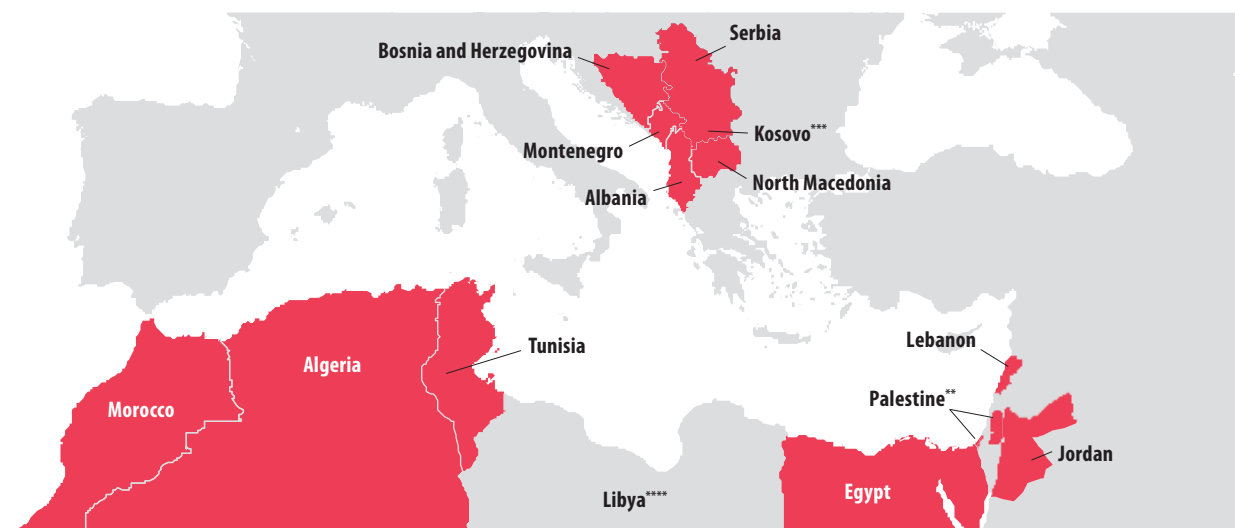 Serbia
Bosnia and Herzegovina
Kosovo***
Montenegro
North Macedonia
Albania
Lebanon
Tunisia
Algeria
Palestine**
Morocco
Jordan
Egypt
Libya****